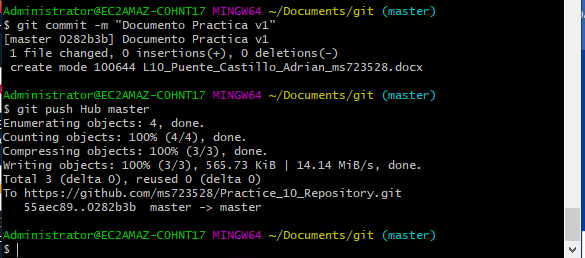 Administrator@EC2AMAZ-COHNT17 MINGW64 ~/Documents/git (master)
$ git commit -m "Documento Practica v1"
[master 0282b3b] Documento Practica v1
 1 file changed, 0 insertions(+), 0 deletions(-)
 create mode 100644 L10_Puente_Castillo_Adrian_ms723528.docx
Administrator@EC2AMAZ-COHNT17 MINGW64 ~/Documents/git (master)
$ git push Hub master
Enumerating objects: 4, done.
Counting objects: 100% (4/4), done.
Compressing objects: 100% (3/3), done.
Writing objects: 100% (3/3), 565.73 KiB | 14.14 MiB/s, done.
Total 3 (delta 0), reused 0 (delta 0)
To https://github.com/ms723528/Practice_10_Repository.git
   55aec89..0282b3b  master -> master
Administrator@EC2AMAZ-COHNT17 MINGW64 ~/Documents/git (master)
$